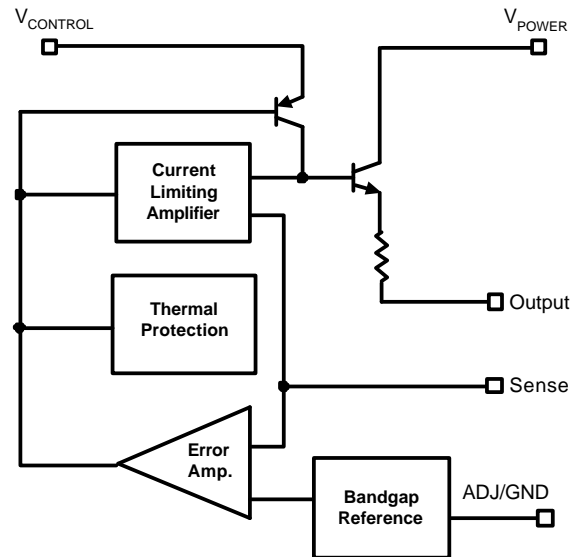 VCONTROL
VPOWER
Current
Limiting
Amplifier
Output
Thermal
Protection
Sense
Error
Amp.
Bandgap
Reference
ADJ/GND